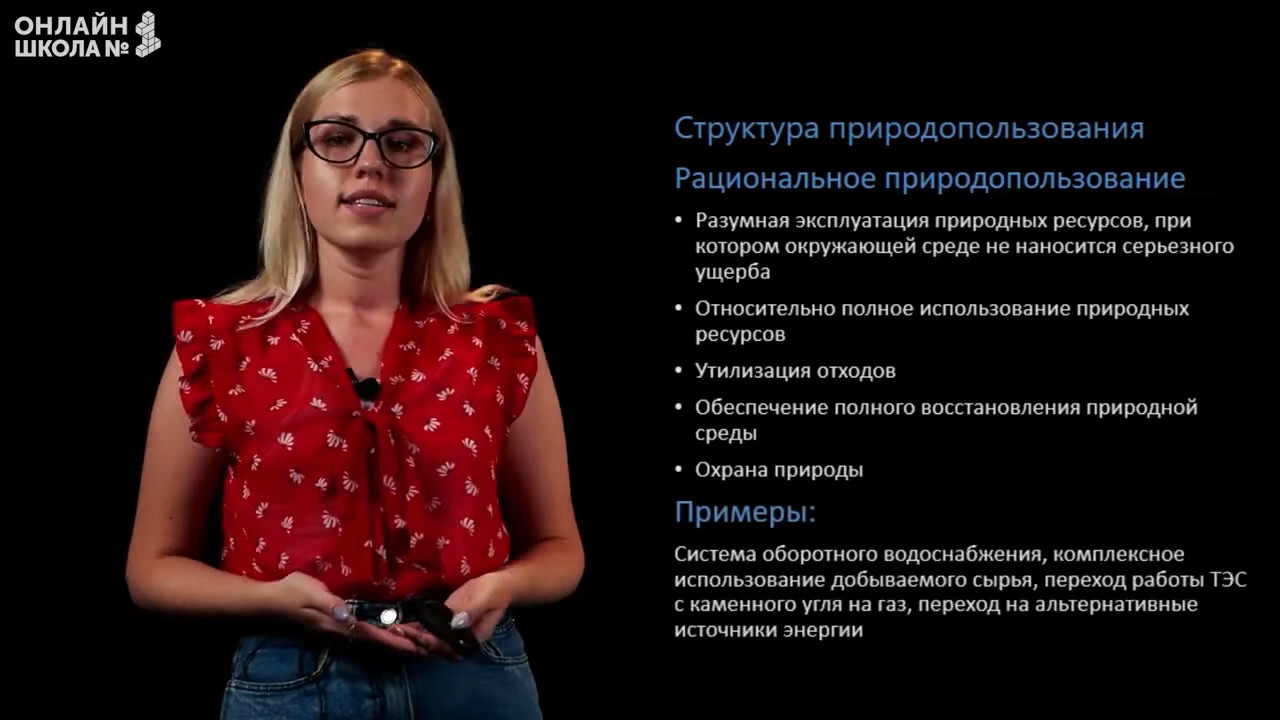 ОНЛАЙН
ШКОЛА №1
Структура природопользования
Рациональное природопользование
• Разумная эксплуатация природных ресурсов, при
котором окружающей среде не наносится серьезного
ущерба
• Относительно полное использование природных
ресурсов
• Утилизация отходов
• Обеспечение полного восстановления природной
среды
• Охрана природы
Примеры:
Система оборотного водоснабжения, комплексное
использование добываемого сырья, переход работы ТЭС
с каменного угля на газ, переход на альтернативные
источники энергии